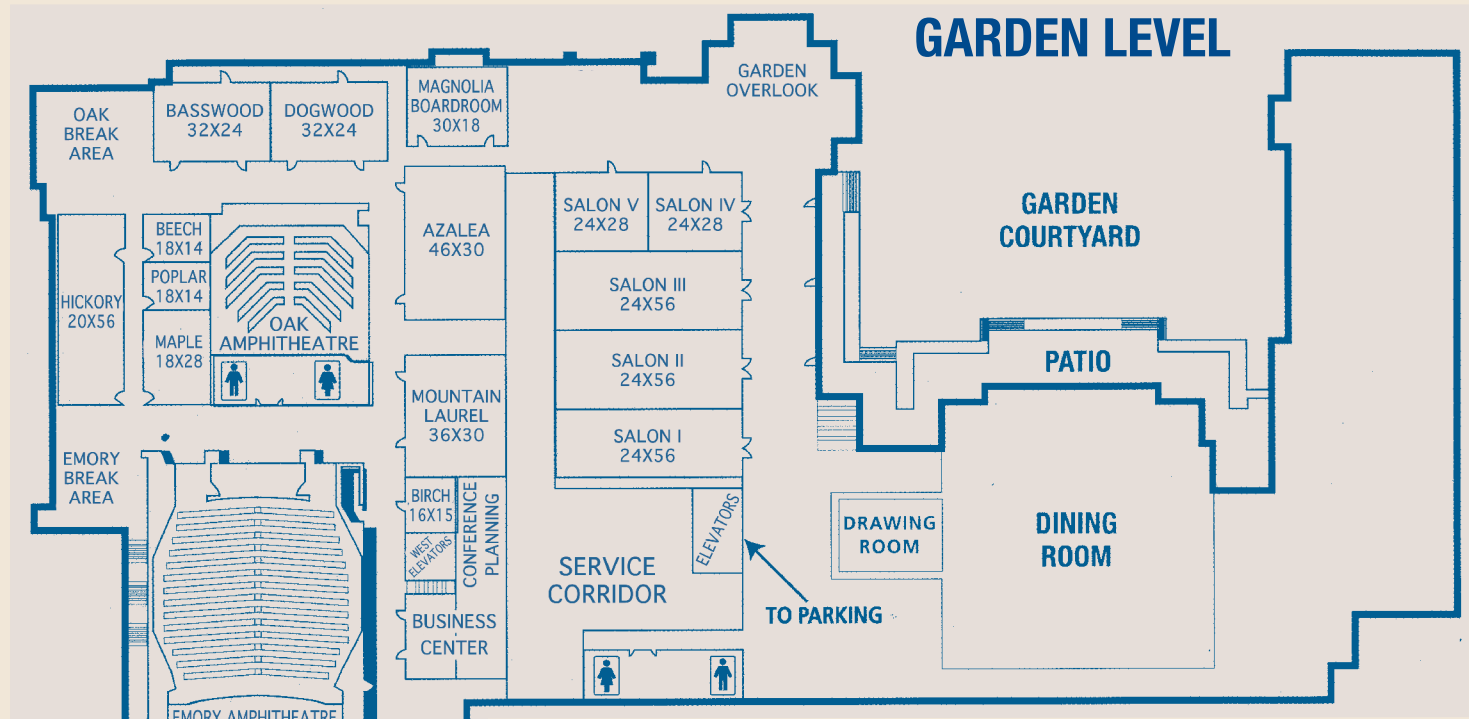 GARDEN LEVEL
GARDEN
OVERLOOK
OAK
BREAK
AREA
BASSWOOD
32X24
DOGWOOD
32X24
MAGNOLIA
BOARDROOM
30X18
HICKORY
20X56
BEECH
18X14
POPLAR
18X14
MAPLE
18X28
OAK
AMPHITHEATRE
AZALEA
46X30
SALON V
24X28
SALON IV
24X28
SALON III
24X56
SALON II
24X56
SALON I
24X56
GARDEN
COURTYARD
PATIO
MOUNTAIN
LAUREL
36X30
EMORY
BREAK
AREA
BIRCH
16X15
CONFERENCE
PLANNING
WEST
ELEVATORS
ELEVATORS
SERVICE
CORRIDOR
TO PARKING
DRAWING
ROOM
DINING
ROOM
BUSINESS
CENTER
EMORY AMPHITHEATRE